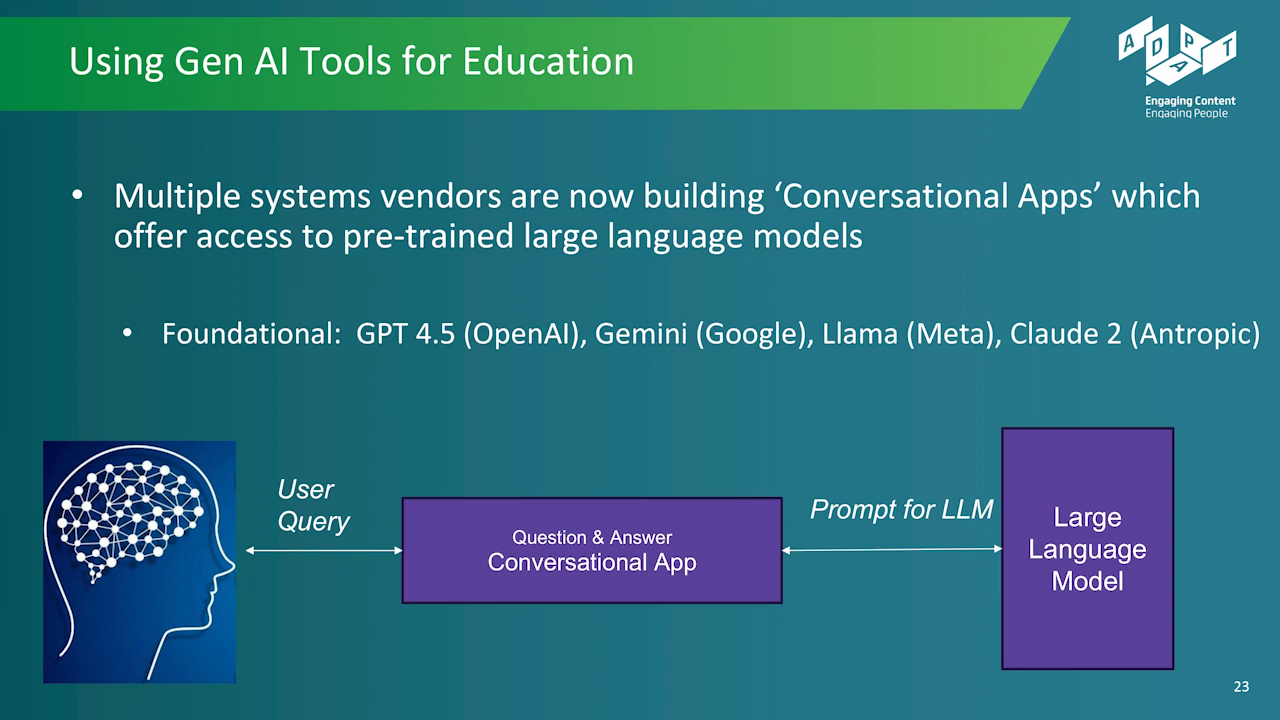 Using Gen AI Tools for Education
ADAPT
Engaging Content
Engaging People
• Multiple systems vendors are now building ‘Conversational Apps’ which
offer access to pre-trained large language models
• Foundational:  GPT 4.5 (OpenAI), Gemini (Google), Llama (Meta), Claude 2 (Antropic)
User
Query
Question & Answer
Conversational App
Prompt for LLM
Large
Language
Model
23